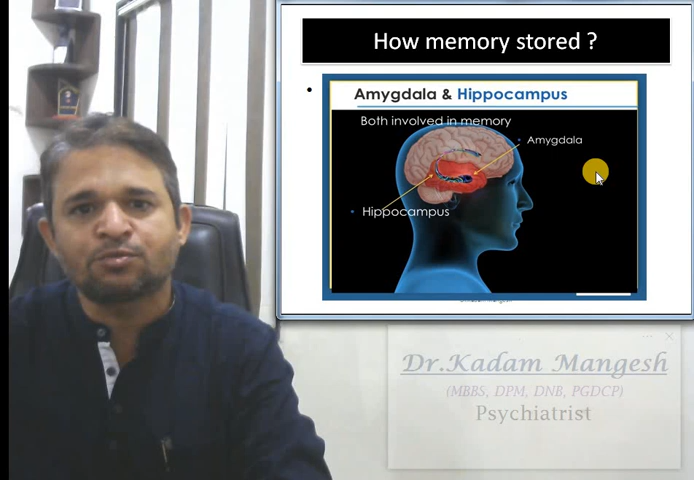 How memory stored ?
Amygdala & Hippocampus
Both involved in memory
Amygdala
Hippocampus
Dr.Kadam Mangesh
(MBBS, DPM, DNB, PGDCP)
Psychiatrist